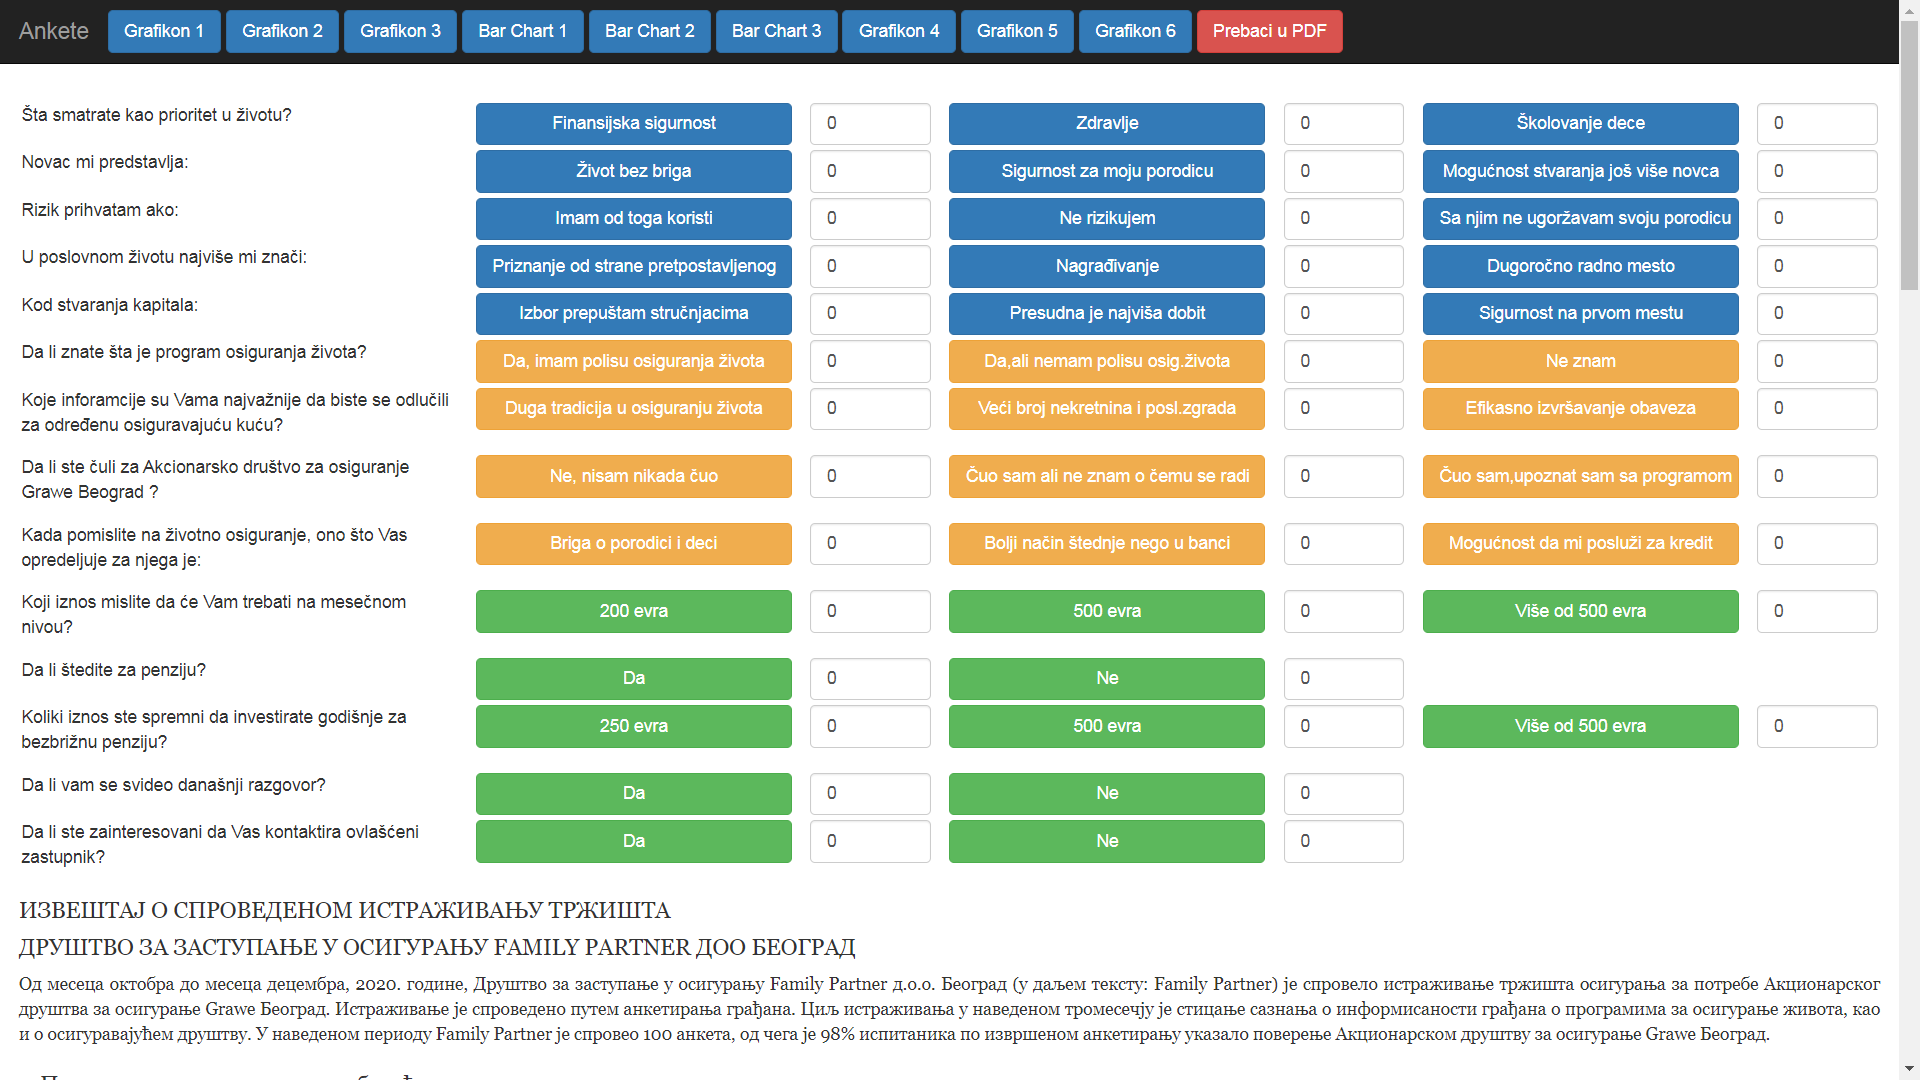 Ankete Grafikon 1 Grafikon 2 Grafikon 3 Bar Chart 1 Bar Chart 2 Bar Chart 3 Grafikon 4 Grafikon 5 Grafikon 6 Prebaci u PDF
Šta smatrate kao prioritet u životu? Finansijska sigurnost 0 Zdravlje 0 Školovanje dece 0
Novac mi predstavlja: Život bez briga 0 Sigurnost za moju porodicu 0 Mogućnost stvaranja još više novca 0
Rizik prihvatam ako: Imam od toga koristi 0 Ne rizikujem 0 Sa njim ne ugoržavam svoju porodicu 0
U poslovnom životu najviše mi znači: Priznanje od strane pretpostavljenog 0 Nagrađivanje 0 Dugoročno radno mesto 0
Kod stvaranja kapitala: Izbor prepuštam stručnjacima 0 Presudna je najviša dobit 0 Sigurnost na prvom mestu 0
Da li znate šta je program osiguranja života? Da, imam polisu osiguranja života 0 Da,ali nemam polisu osig.života 0 Ne znam 0
Koje inforamcije su Vama najvažnije da biste se odlučili
za određenu osiguravajuću kuću? Duga tradicija u osiguranju života 0 Veći broj nekretnina i posl.zgrada 0 Efikasno izvršavanje obaveza 0
Da li ste čuli za Akcionarsko društvo za osiguranje
Grawe Beograd ? Ne, nisam nikada čuo 0 Čuo sam ali ne znam o čemu se radi 0 Čuo sam,upoznat sam sa programom 0
Kada pomislite na životno osiguranje, ono što Vas
opredeljuje za njega je: Briga o porodici i deci 0 Bolji način štednje nego u banci 0 Mogućnost da mi posluži za kredit 0
Koji iznos mislite da će Vam trebati na mesečnom
nivou? 200 evra 0 500 evra 0 Više od 500 evra 0
Da li štedite za penziju? Da 0 Ne 0
Koliki iznos ste spremni da investirate godišnje za
bezbrižnu penziju? 250 evra 0 500 evra 0 Više od 500 evra 0
Da li vam se svideo današnji razgovor? Da 0 Ne 0
Da li ste zainteresovani da Vas kontaktira ovlašćeni
zastupnik? Da 0 Ne 0
ИЗВЕШТАЈ О СПРОВЕДЕНОМ ИСТРАЖИВАЊУ ТРЖИШТА
ДРУШТВО ЗА ЗАСТУПАЊЕ У ОСИГУРАЊУ FAMILY PARTNER ДОО БЕОГРАД
Од месеца октобра до месеца децембра, 2020. године, Друштво за заступање у осигурању Family Partner д.о.о. Београд (у даљем тексту: Family Partner) је спровело истраживање тржишта осигурања за потребе Акционарског
друштва за осигурање Grawe Београд. Истраживање је спроведено путем анкетирања грађана. Циљ истраживања у наведеном тромесечју је стицање сазнања о информисаности грађана о програмима за осигурање живота, као
и о осигуравајућем друштву. У наведеном периоду Family Partner је спровео 100 анкета, од чега је 98% испитаника по извршеном анкетирању указало поверење Акционарском друштву за осигурање Grawe Београд.